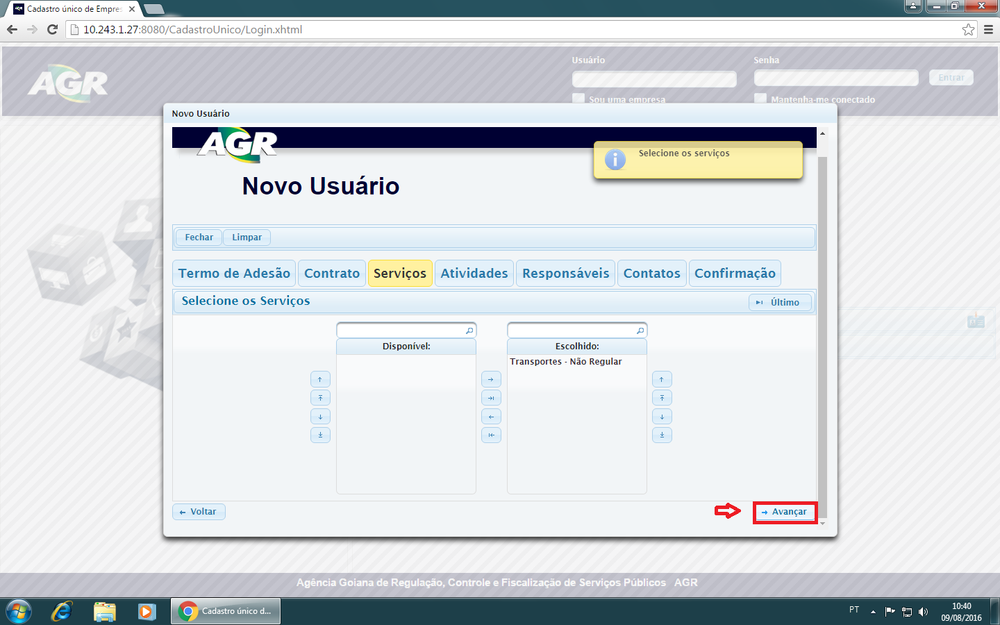 Cadastro único de Empres
10.243.1.27:8080/CadastroUnico/Login.xhtml
AGR
Usuário
Senha
Entrar
Sou uma empresa
Mantenha-me conectado
Novo Usuário
AGR
Selecione os serviços
Novo Usuário
Fechar
Limpar
Termo de Adesão
Contrato
Serviços
Atividades
Responsáveis
Contatos
Confirmação
Selecione os Serviços
Último
Disponível:
Escolhido:
Transportes - Não Regular
Voltar
Avançar
Agência Goiana de Regulação, Controle e Fiscalização de Serviços Públicos AGR
Cadastro único d...
PT
10:40
09/08/2016